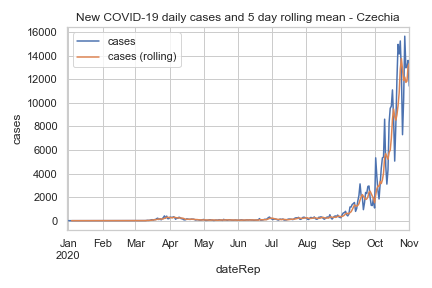 New COVID-19 daily cases and 5 day rolling mean - Czechia
cases
cases (rolling)
16000
14000
12000
10000
8000
6000
4000
2000
0
cases
Jan Feb Mar Apr May Jun Jul Aug Sep Oct Nov
2020
dateRep